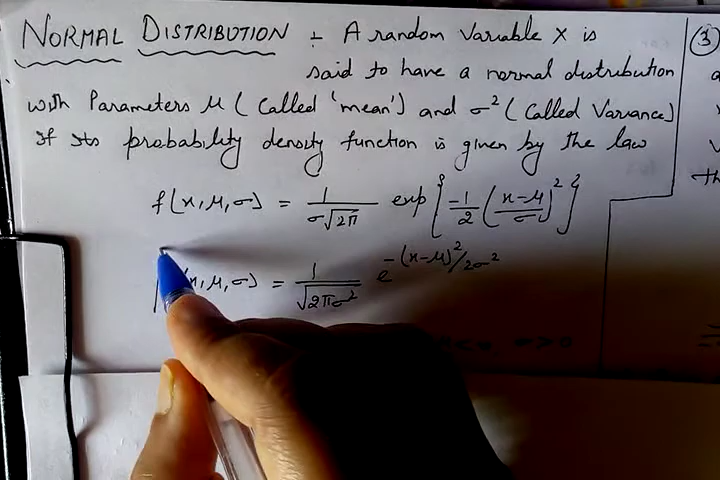 NORMAL DISTRIBUTION ÷ A random Variable X is
said to have a normal distribution
with Parameters μ ( Called 'mean') and σ² ( Called Variance)
If its probability density function is given by the law
f(x, μ, σ) = 1/(σ√2π) exp{-1/2 ((x-μ)/σ)²}
(x, μ, σ) = 1/√(2πσ²) e^-(x-μ)²/2σ²
(3)